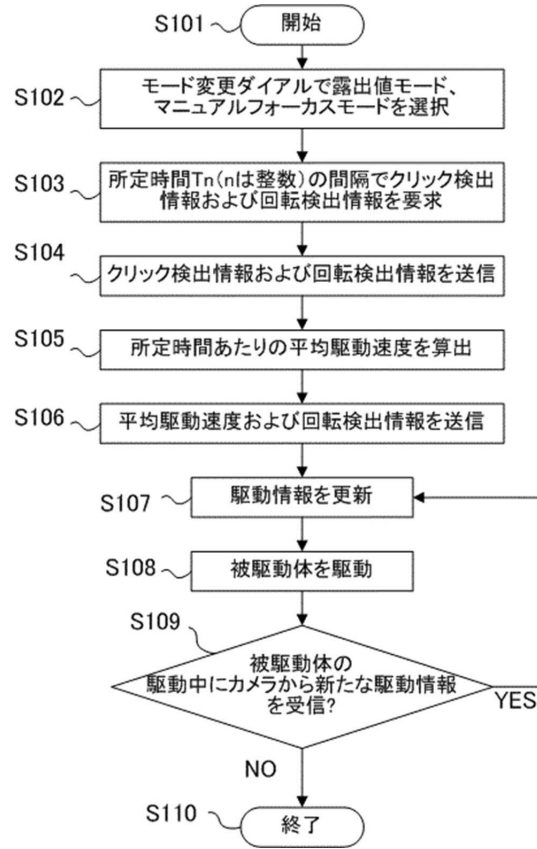 S101
開始
S102
モード変更ダイアルで露出値モード、
マニュアルフォーカスモードを選択
S103
所定時間Tn(nは整数)の間隔でクリック検出
情報および回転検出情報を要求
S104
クリック検出情報および回転検出情報を送信
S105
所定時間あたりの平均駆動速度を算出
S106
平均駆動速度および回転検出情報を送信
S107
駆動情報を更新
S108
被駆動体を駆動
S109
被駆動体の
駆動中にカメラから新たな駆動情報
を受信?
YES
NO
S110
終了